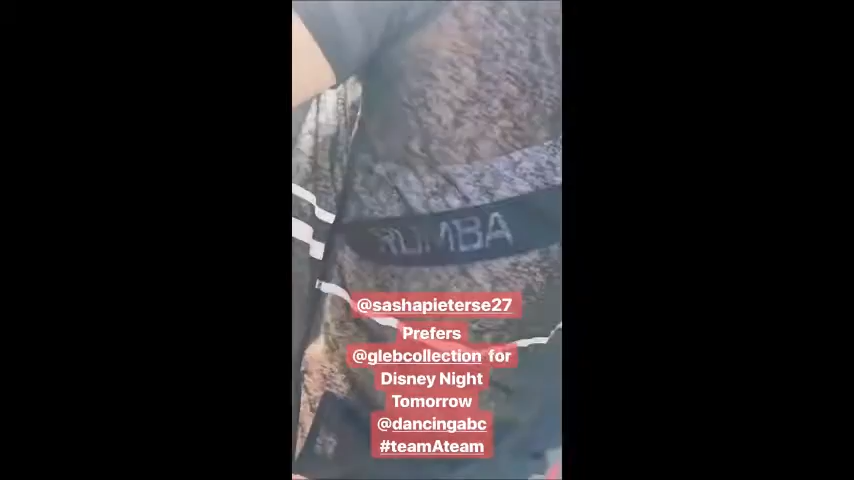 RUMBA
@sashapieterse27
Prefers
@glebcollection for
Disney Night
Tomorrow
@dancingabc
#teamAteam